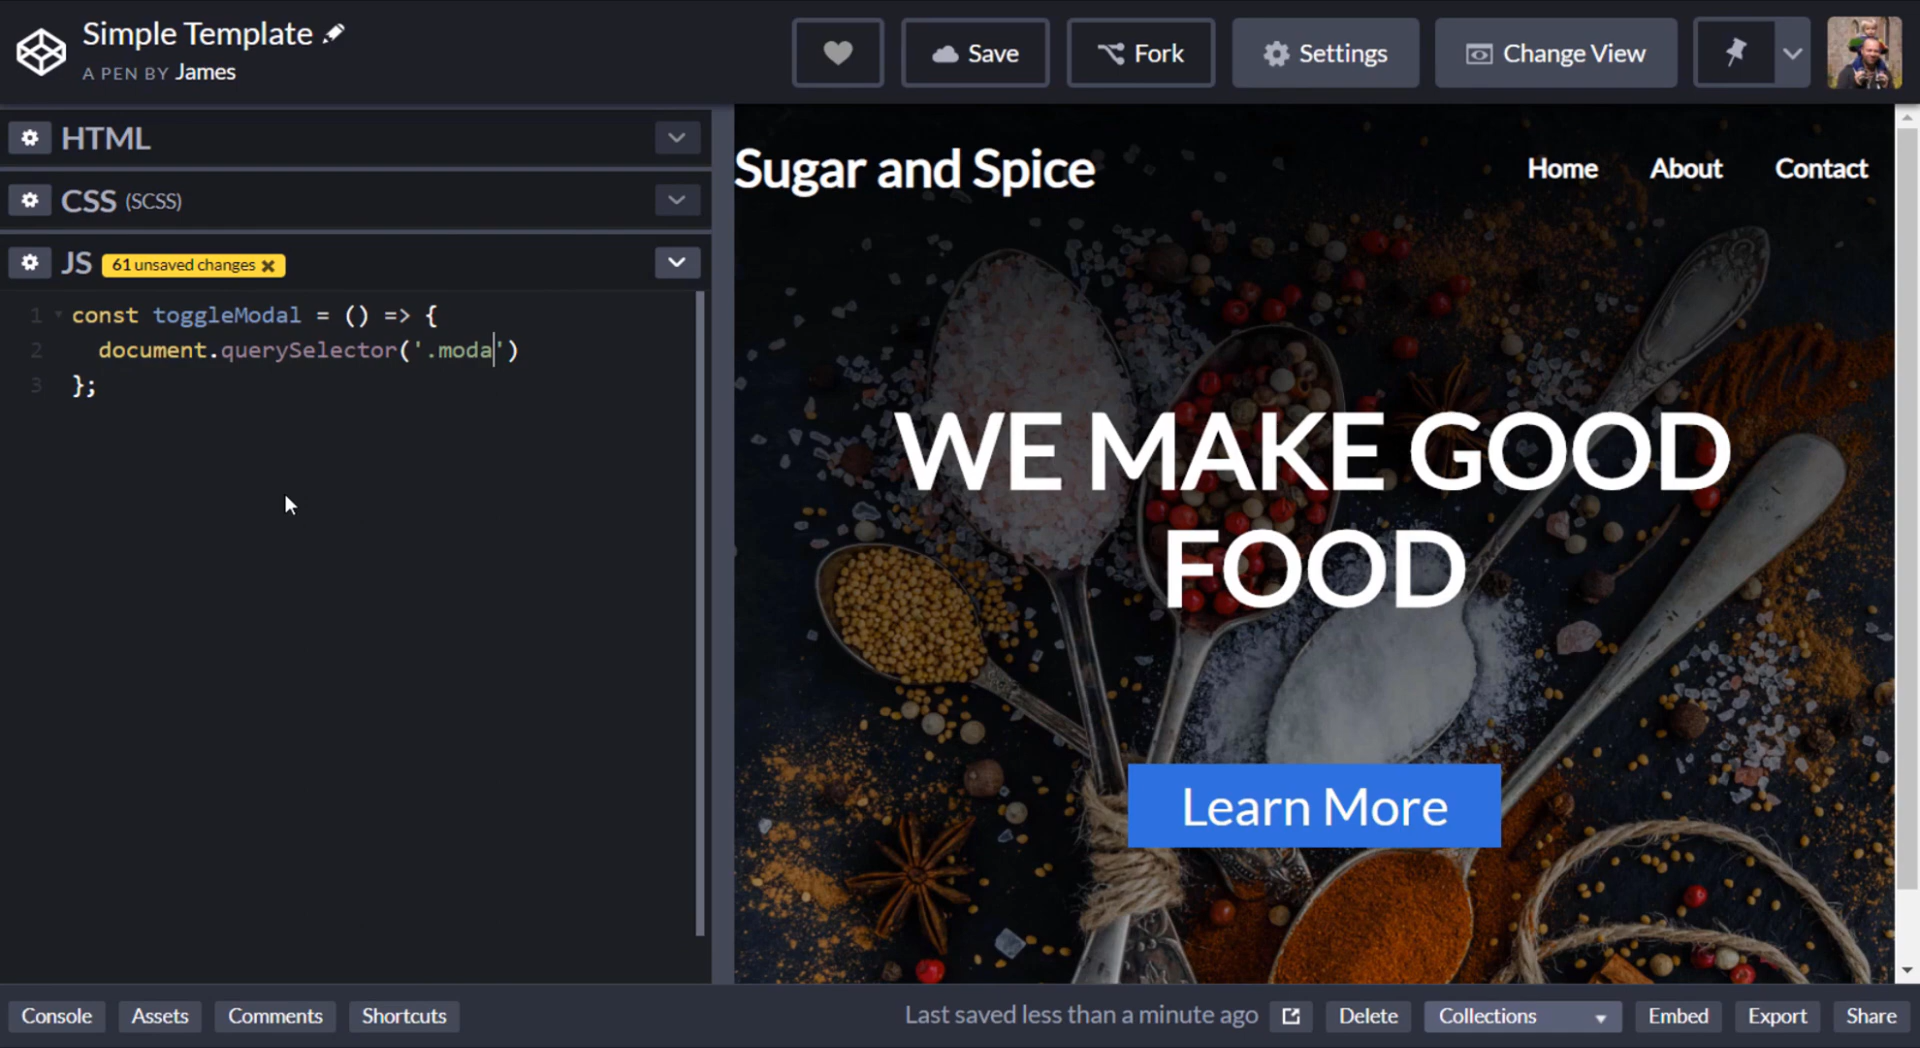 Simple Template
A PEN BY James
Save
Fork
Settings
Change View
HTML
CSS (SCSS)
JS
61 unsaved changes ×
1 const toggleModal = () => {
2 document.querySelector('.moda')
3 };
Sugar and Spice
Home
About
Contact
WE MAKE GOOD
FOOD
Learn More
Console
Assets
Comments
Shortcuts
Last saved less than a minute ago
Delete
Collections
Embed
Export
Share